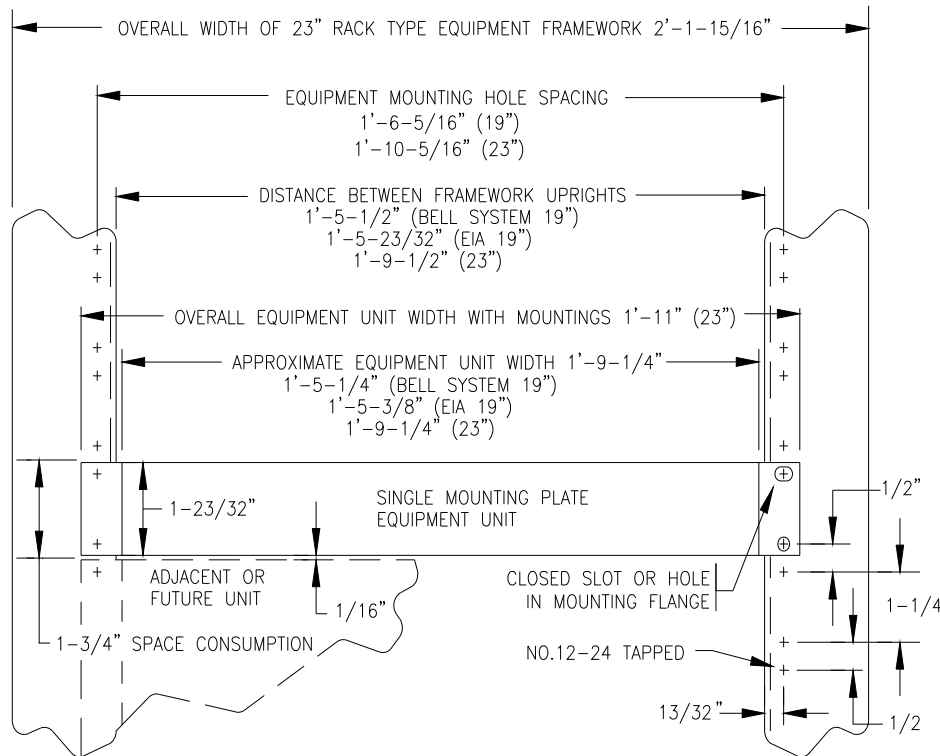 OVERALL WIDTH OF 23" RACK TYPE EQUIPMENT FRAMEWORK 2'-1-15/16"
EQUIPMENT MOUNTING HOLE SPACING
1'-6-5/16" (19")
1'-10-5/16" (23")
DISTANCE BETWEEN FRAMEWORK UPRIGHTS
1'-5-1/2" (BELL SYSTEM 19")
1'-5-23/32" (EIA 19")
1'-9-1/2" (23")
OVERALL EQUIPMENT UNIT WIDTH WITH MOUNTINGS 1'-11" (23")
APPROXIMATE EQUIPMENT UNIT WIDTH 1'-9-1/4"
1'-5-1/4" (BELL SYSTEM 19")
1'-5-3/8" (EIA 19")
1'-9-1/4" (23")
1-23/32"
SINGLE MOUNTING PLATE
EQUIPMENT UNIT
1/2"
ADJACENT OR
FUTURE UNIT
1/16"
CLOSED SLOT OR HOLE
IN MOUNTING FLANGE
1-1/4
1-3/4" SPACE CONSUMPTION
NO.12-24 TAPPED
13/32"
1/2